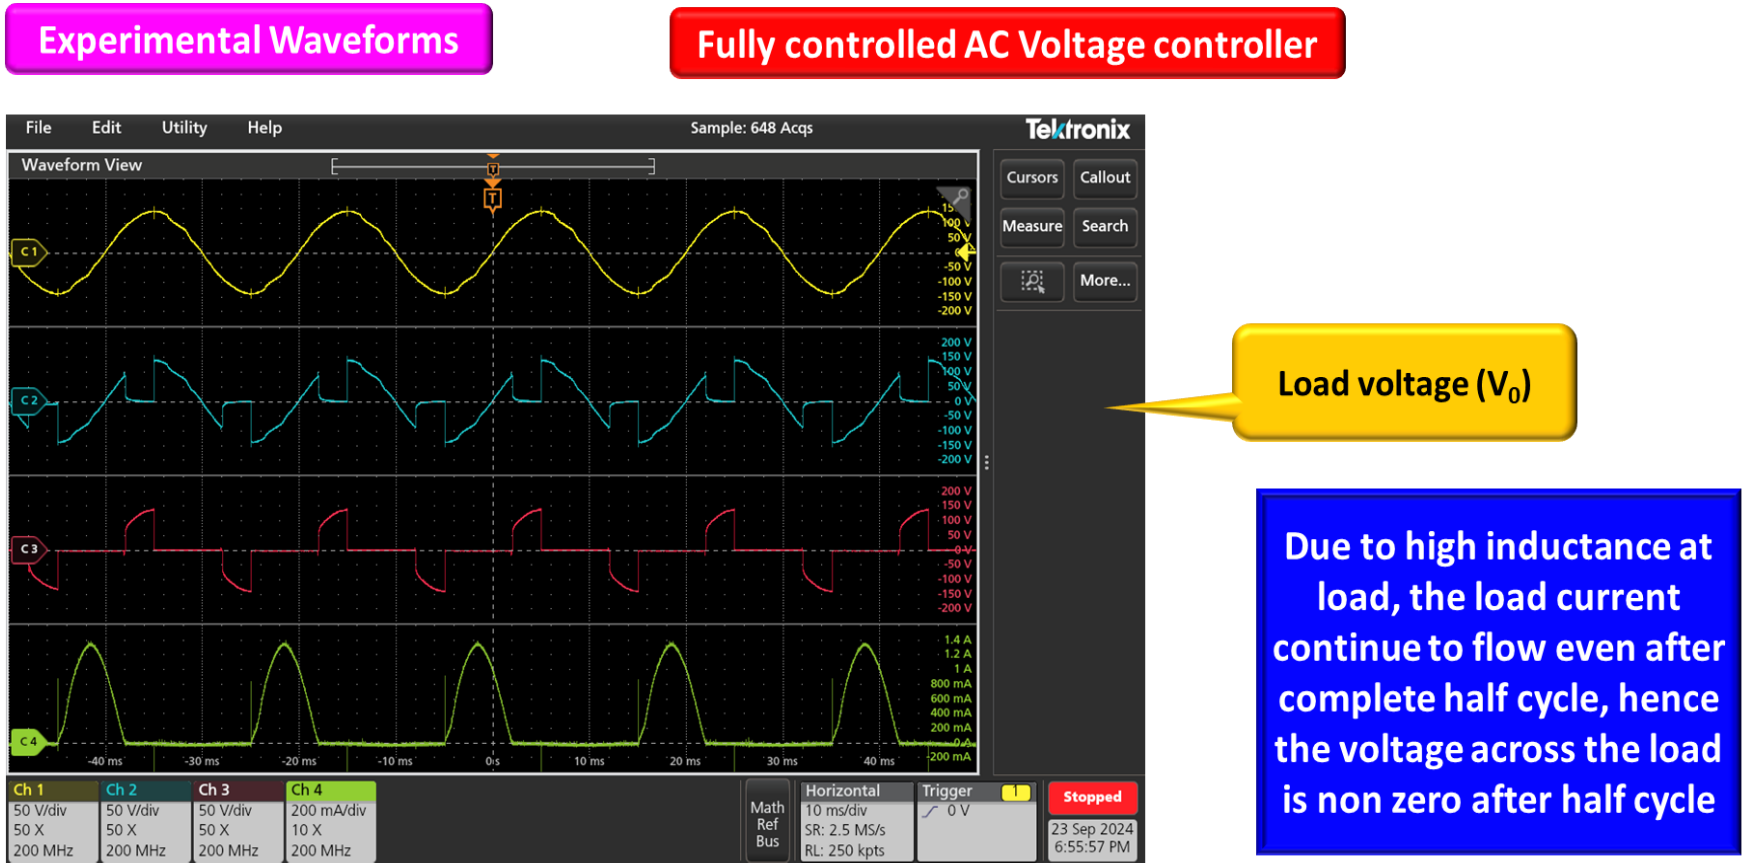 Experimental Waveforms
Fully controlled AC Voltage controller
File Edit Utility Help
Sample: 648 Acqs
Tektronix
Waveform View
T
T
Cursors Callout
Measure Search
More...
C 1
100 V
50 V
-50 V
-100 V
-150 V
-200 V
C 2
200 V
150 V
100 V
50 V
0 V
-50 V
-100 V
-150 V
-200 V
C 3
200 V
150 V
100 V
50 V
0 V
-50 V
-100 V
-150 V
-200 V
C 4
1.4 A
1.2 A
1 A
800 mA
600 mA
400 mA
200 mA
0 A
-200 mA
-40 ms -30 ms -20 ms -10 ms 0s 10 ms 20 ms 30 ms 40 ms
Ch 1
50 V/div
50 X
200 MHz
Ch 2
50 V/div
50 X
200 MHz
Ch 3
50 V/div
50 X
200 MHz
Ch 4
200 mA/div
10 X
200 MHz
Math
Ref
Bus
Horizontal
10 ms/div
SR: 2.5 MS/s
RL: 250 kpts
Trigger 1
0 V
Stopped
23 Sep 2024
6:55:57 PM
Load voltage (V₀)
Due to high inductance at
load, the load current
continue to flow even after
complete half cycle, hence
the voltage across the load
is non zero after half cycle